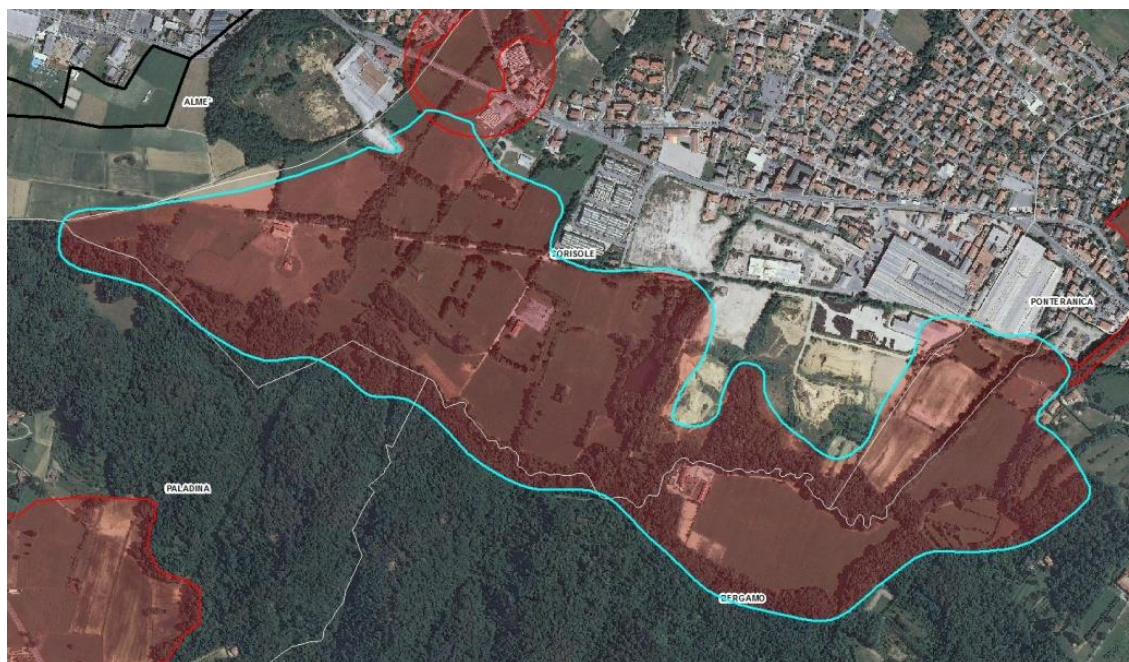 ALME'
SORISOLE
PONTERANICA
PALADINA
BERGAMO